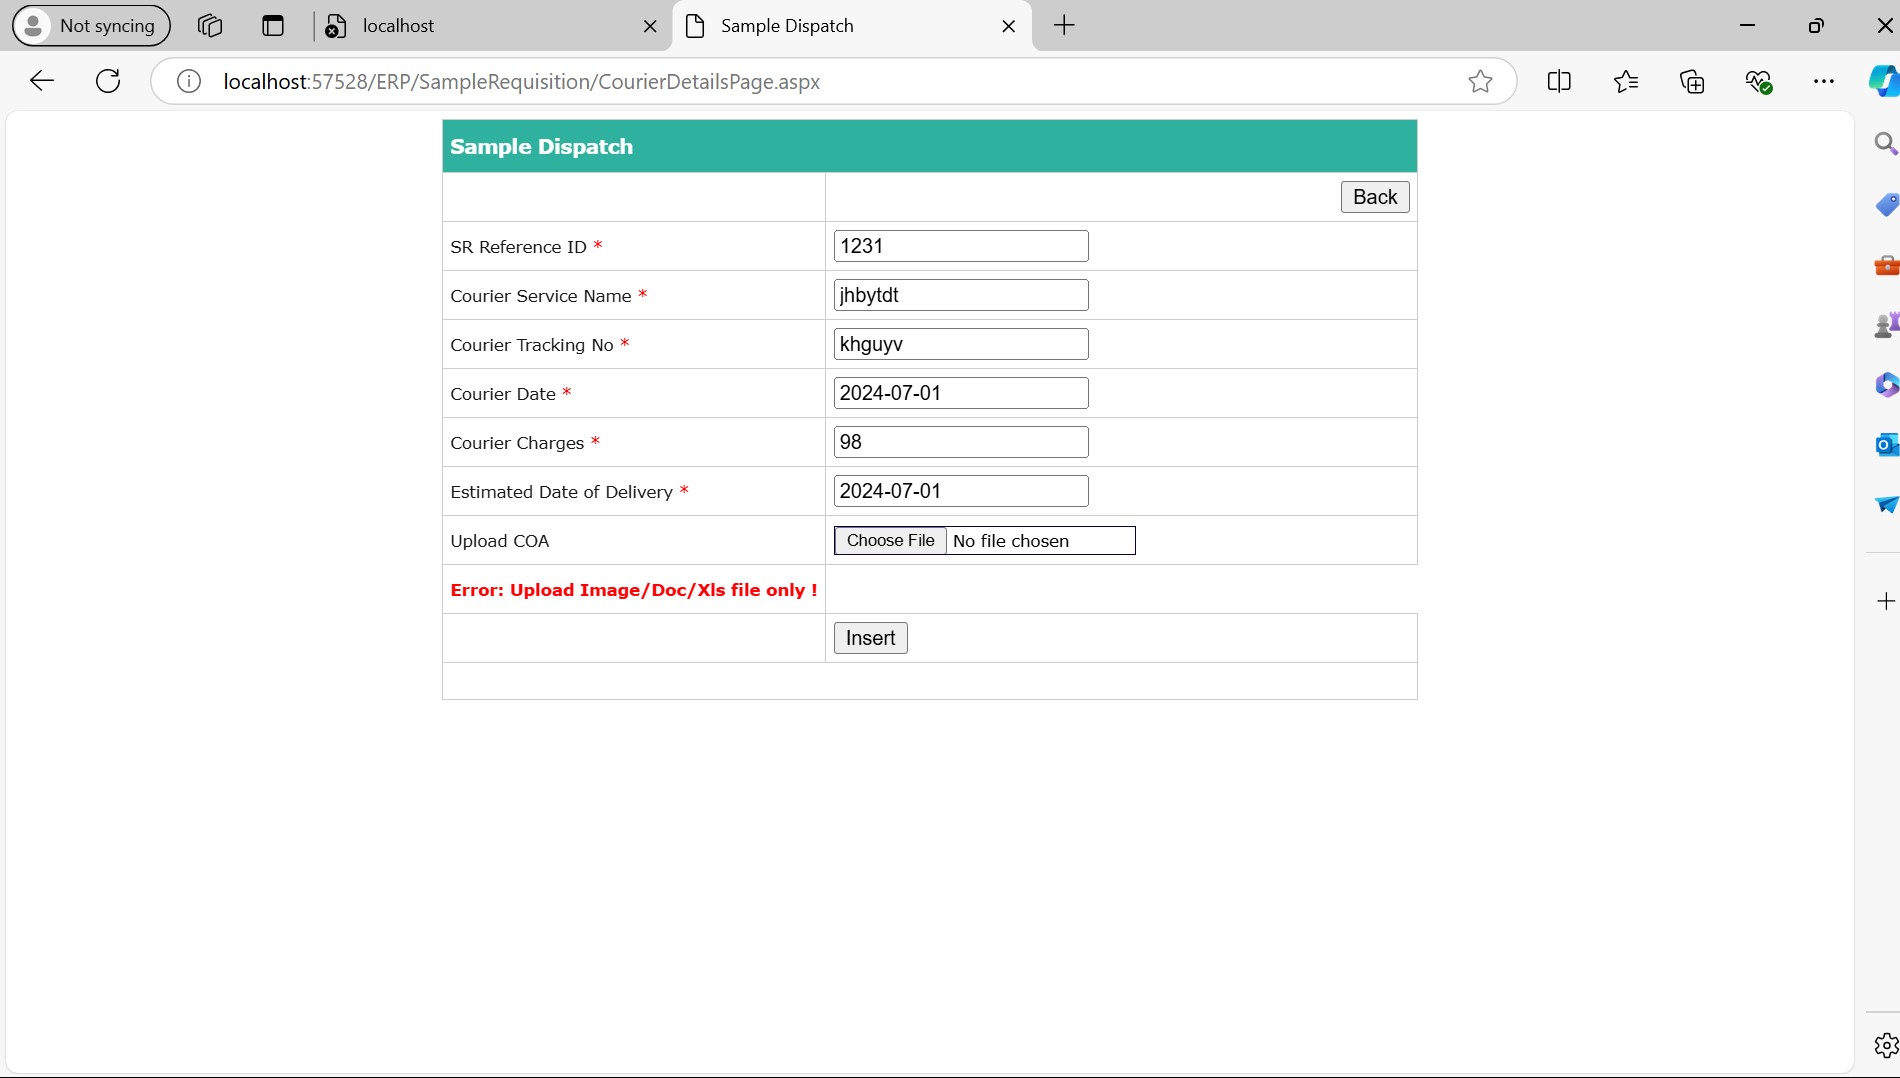 Not syncing
localhost
Sample Dispatch
localhost:57528/ERP/SampleRequisition/CourierDetailsPage.aspx
Sample Dispatch
Back
SR Reference ID * 1231
Courier Service Name * jhbytdt
Courier Tracking No * khguyv
Courier Date * 2024-07-01
Courier Charges * 98
Estimated Date of Delivery * 2024-07-01
Upload COA Choose File No file chosen
Error: Upload Image/Doc/Xls file only !
Insert